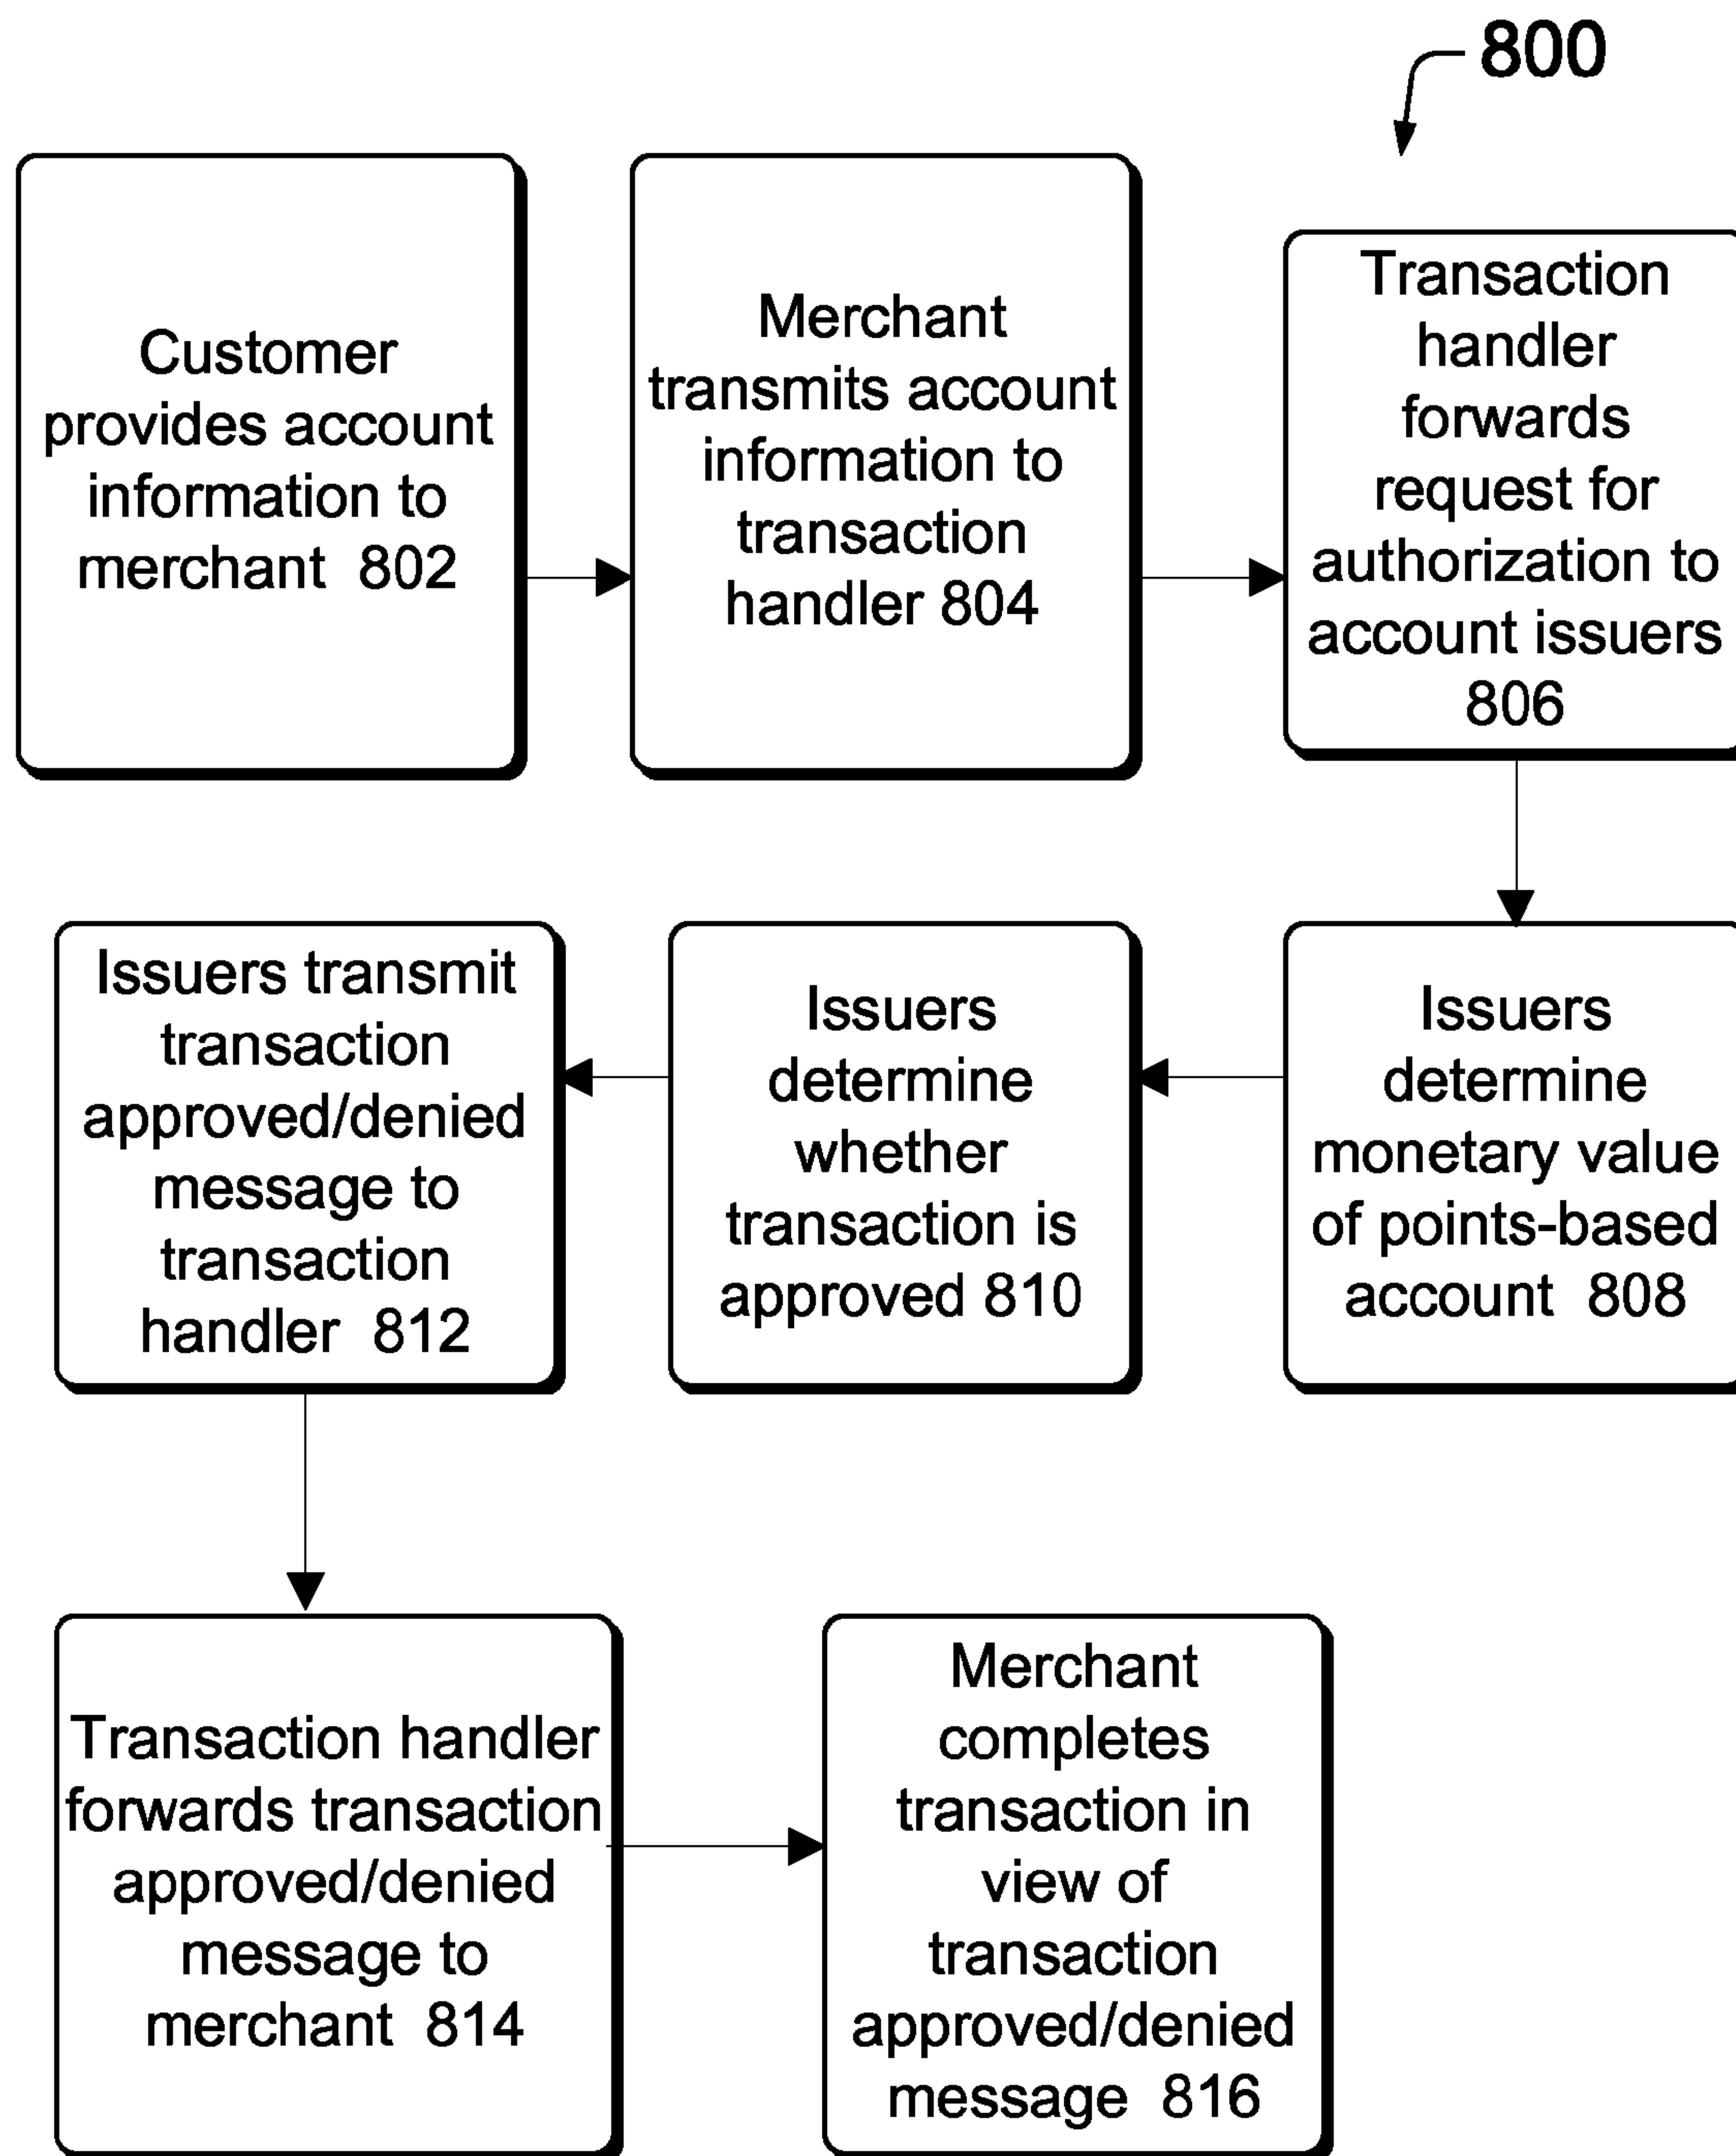 800
Customer
provides account
information to
merchant 802
Merchant
transmits account
information to
transaction
handler 804
Transaction
handler
forwards
request for
authorization to
account issuers
806
Issuers
determine
monetary value
of points-based
account 808
Issuers
determine
whether
transaction is
approved 810
Issuers transmit
transaction
approved/denied
message to
transaction
handler 812
Transaction handler
forwards transaction
approved/denied
message to
merchant 814
Merchant
completes
transaction in
view of
transaction
approved/denied
message 816